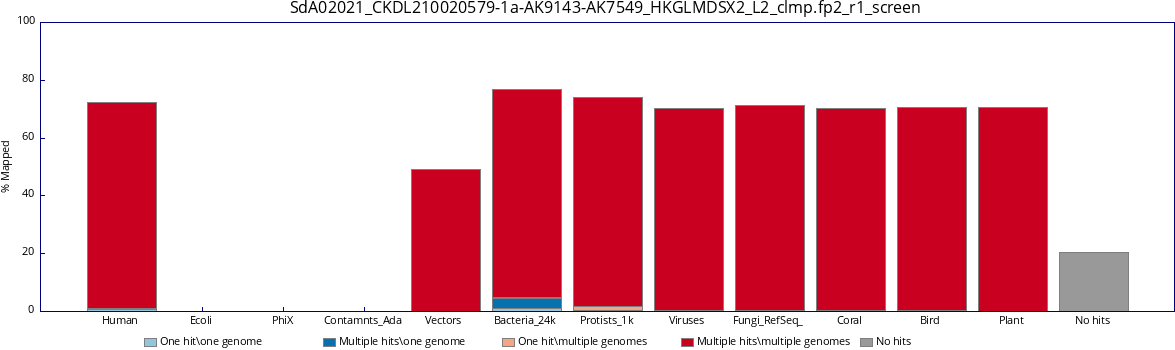 SdA02021_CKDL210020579-1a-AK9143-AK7549_HKGLMDSX2_L2_clmp.fp2_r1_screen
100
80
60
40
20
0
% Mapped
Human Ecoli PhiX Contamnts_Ada Vectors Bacteria_24k Protists_1k Viruses Fungi_RefSeq_ Coral Bird Plant No hits
One hit\one genome Multiple hits\one genome One hit\multiple genomes Multiple hits\multiple genomes No hits